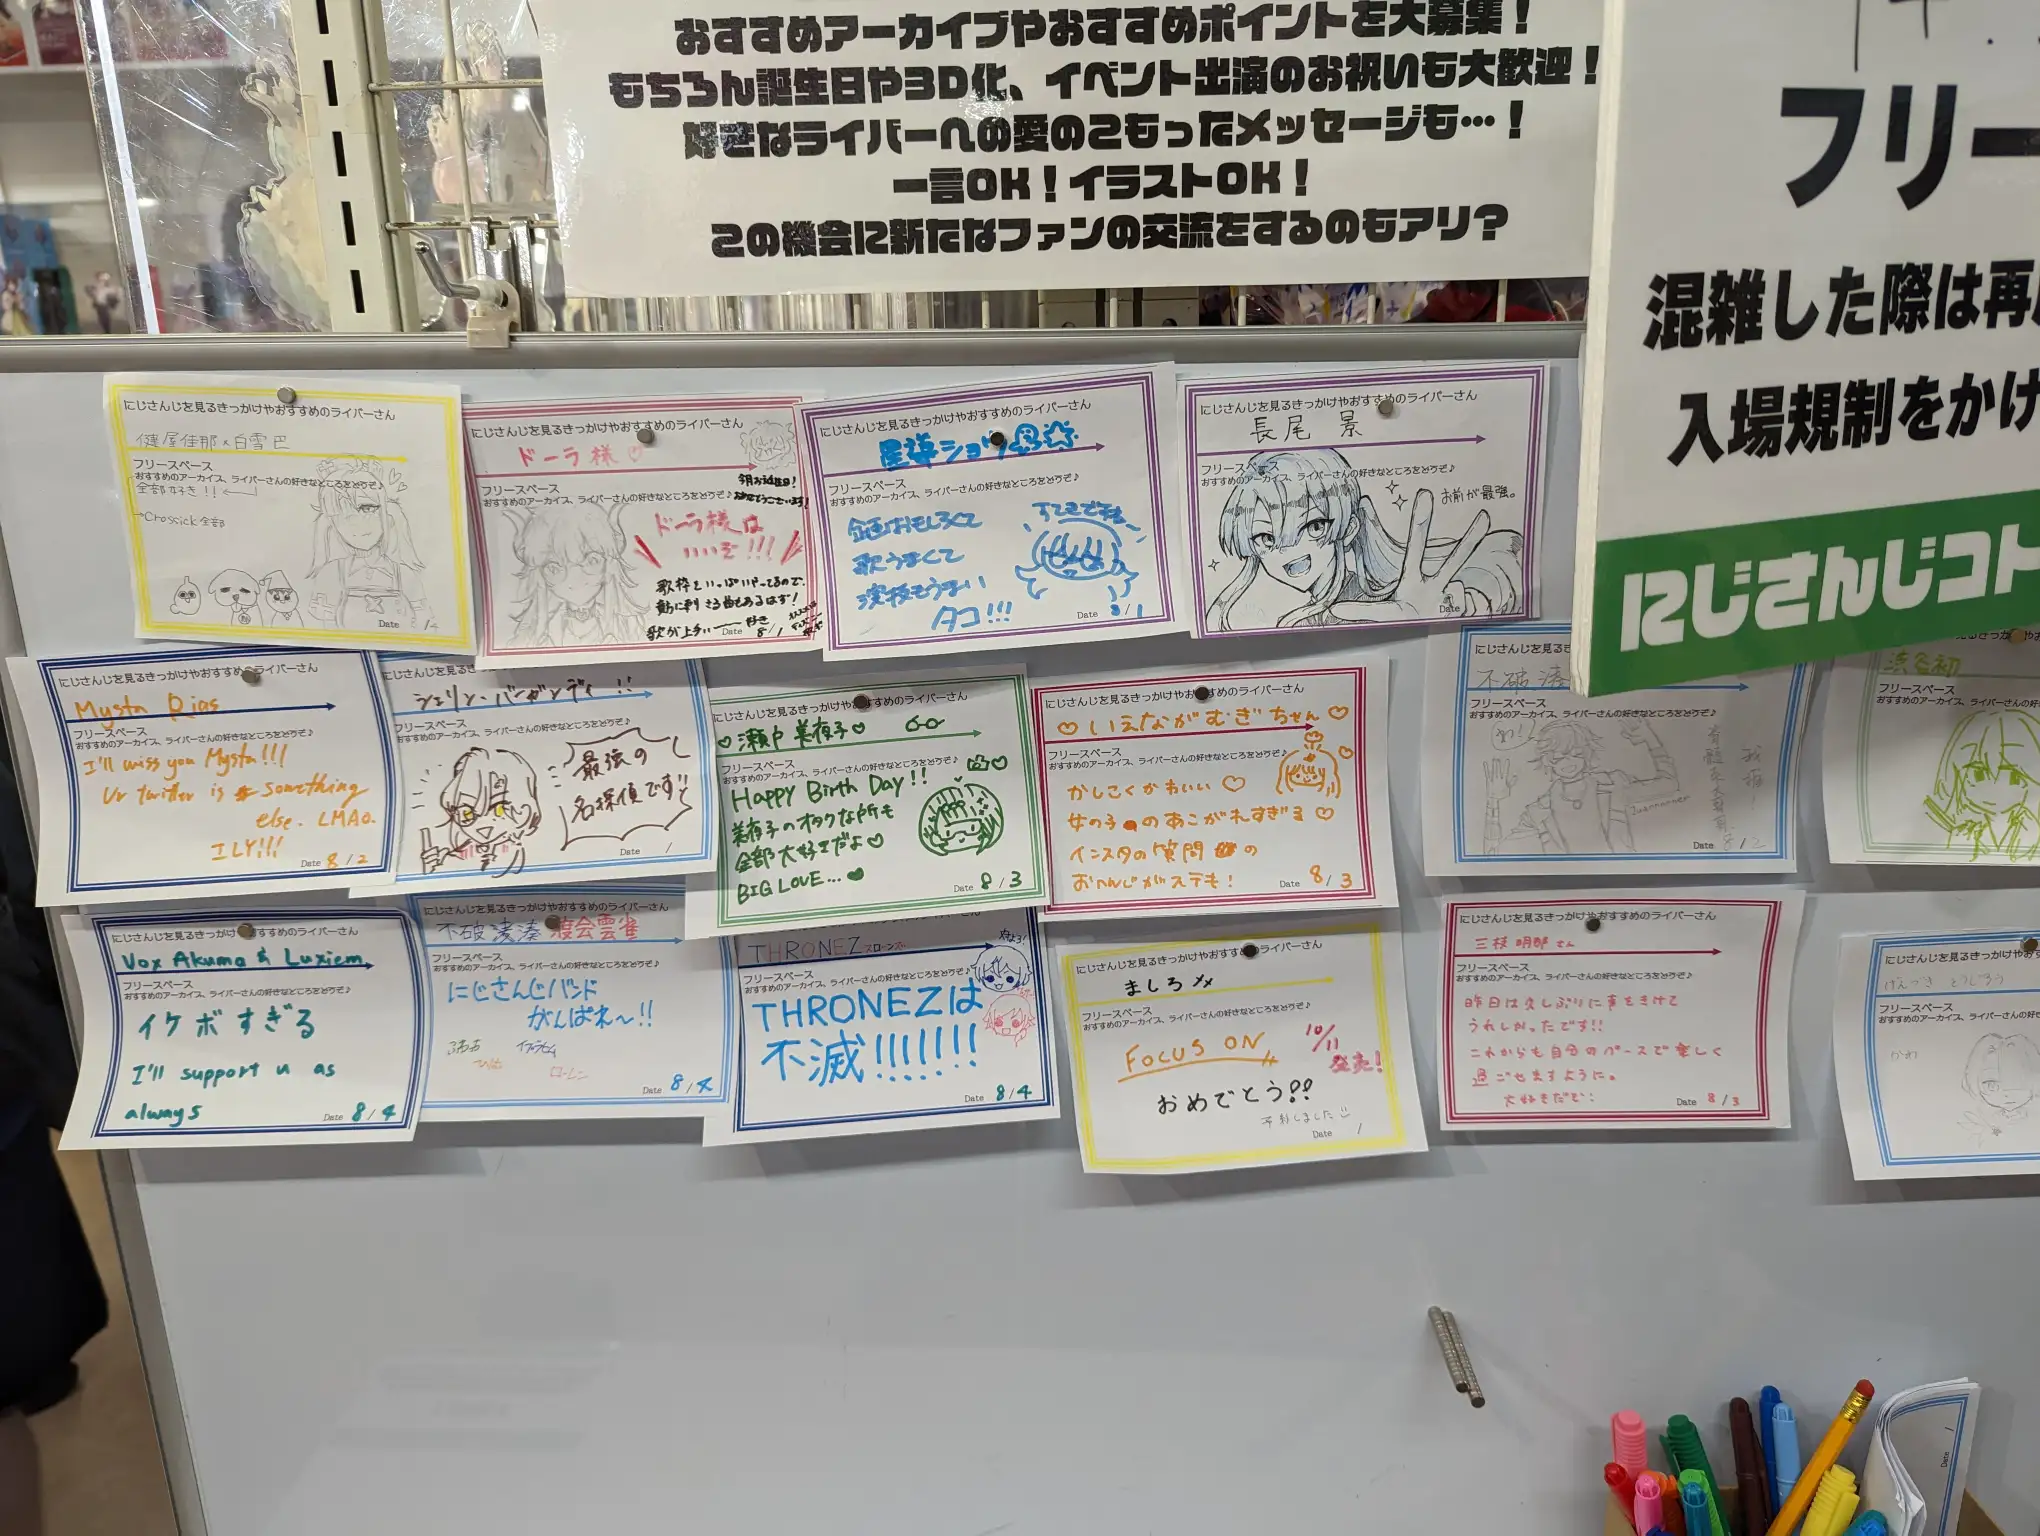 おすすめアーカイブやおすすめポイントを大募集！
もちろん誕生日や3D化、イベント出演のお祝いも大歓迎！
好きなライバーへの愛のこもったメッセージも…！
一言OK！イラストOK！
この機会に新たなファンの交流をするのもアリ？
フリー
混雑した際は再
入場規制をかけ
にじさんじコト
にじさんじを見るきっかけやおすすめのライバーさん
健屋花那×白雪巴
フリースペース
おすすめのアーカイブ、ライバーさんの好きなところをどうぞ♪
全部好き！！
→Crossick全部
Date /
にじさんじを見るきっかけやおすすめのライバーさん
ドーラ様♡
今月お誕生日！
おめでとうございます！
フリースペース
おすすめのアーカイブ、ライバーさんの好きなところをどうぞ♪
ドーラ様は
いいぞ!!!
歌枠もいっぱいやってるので、
歌が上手い
好き
Date 8/1
にじさんじを見るきっかけやおすすめのライバーさん
星導ショウ
フリースペース
おすすめのアーカイブ、ライバーさんの好きなところをどうぞ♪
企画おもしろくて
歌うまくて
演技もうまい
タコ!!!
Date 8/1
にじさんじを見るきっかけやおすすめのライバーさん
長尾 景
フリースペース
おすすめのアーカイブ、ライバーさんの好きなところをどうぞ♪
お前が最強。
Date
にじさんじを見るきっかけやおすすめのライバーさん
Mysta Rias
フリースペース
おすすめのアーカイブ、ライバーさんの好きなところをどうぞ♪
I'll miss you Mysta!!!
Ur twitter is something
else. LMAO.
ILY!!!
Date 8/2
にじさんじを見るきっかけやおすすめのライバーさん
シェリン・バーガンディ!!
フリースペース
おすすめのアーカイブ、ライバーさんの好きなところをどうぞ♪
最強の
名探偵です!!
Date /
にじさんじを見るきっかけやおすすめのライバーさん
♡瀬戸美夜子♡
フリースペース
おすすめのアーカイブ、ライバーさんの好きなところをどうぞ♪
Happy Birth Day!!
美夜子のオタクな所も
全部大好きだよ♡
BIG LOVE...♥
Date 8/3
にじさんじを見るきっかけやおすすめのライバーさん
♡いえながむぎちゃん♡
フリースペース
おすすめのアーカイブ、ライバーさんの好きなところをどうぞ♪
かしこくかわいい♡
女の子のあこがれすぎる♡
インスタの質問の
おへんじがステキ！
Date 8/3
にじさんじを見る
不破湊
フリースペース
おすすめのアーカイブ、ライバーさんの好きなところをどうぞ♪
Date 8/2
見るきっかけやおすすめのライバーさん
渋谷初
フリースペース
おすすめのアーカイブ、ライバーさんの好きな
にじさんじを見るきっかけやおすすめのライバーさん
Vox Akuma & Luxiem
フリースペース
おすすめのアーカイブ、ライバーさんの好きなところをどうぞ♪
イケボすぎる
I'll support u as
always
Date 8/4
にじさんじを見るきっかけやおすすめのライバーさん
不破湊 渡会雲雀
フリースペース
おすすめのアーカイブ、ライバーさんの好きなところをどうぞ♪
にじさんじバンド
がんばれ～!!
ローレン
Date 8/4
THRONEZ スローンズ
フリースペース
おすすめのアーカイブ、ライバーさんの好きなところをどうぞ♪
THRONEZは
不滅!!!!!!!
Date 8/4
にじさんじを見るきっかけやおすすめのライバーさん
ましろ
フリースペース
おすすめのアーカイブ、ライバーさんの好きなところをどうぞ♪
FOCUS ON
10/11
発売！
おめでとう!!
予約しました
Date /
にじさんじを見るきっかけやおすすめのライバーさん
三枝明那さん
フリースペース
おすすめのアーカイブ、ライバーさんの好きなところをどうぞ♪
昨日は久しぶりに声をきけて
うれしかったです!!
これからも自分のペースで楽しく
過ごせますように。
大好きだぞ！
Date 8/3
にじさんじを見るきっかけや
げんづき とうじろう
フリースペース
おすすめのアーカイブ、ライバーさんの
Date /